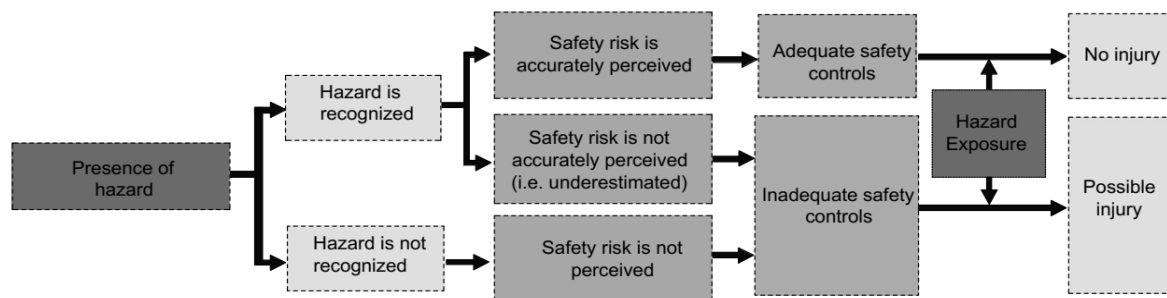 Presence of
hazard
Hazard is
recognized
Hazard is not
recognized
Safety risk is
accurately perceived
Safety risk is not
accurately perceived
(i.e. underestimated)
Safety risk is not
perceived
Adequate safety
controls
Inadequate safety
controls
Hazard
Exposure
No injury
Possible
injury